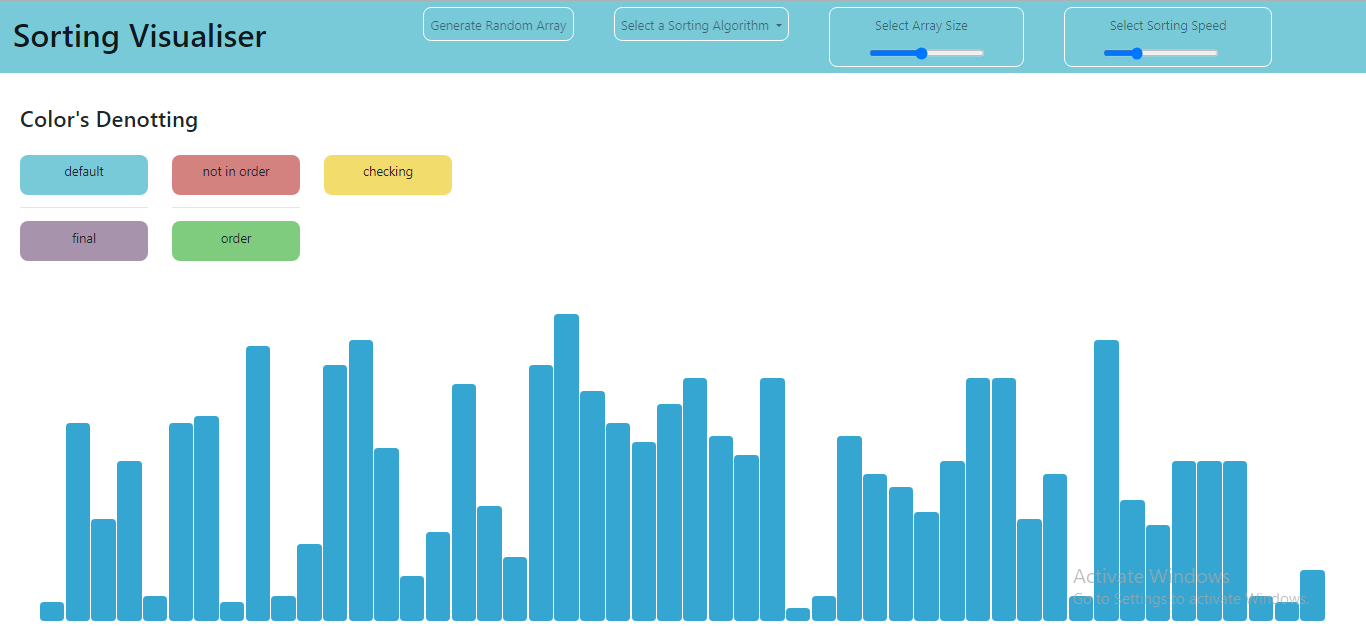 Sorting Visualiser
Generate Random Array
Select a Sorting Algorithm
Select Array Size
Select Sorting Speed
Color's Denotting
default
not in order
checking
final
order
Activate Windows
Go to Settings to activate Windows.